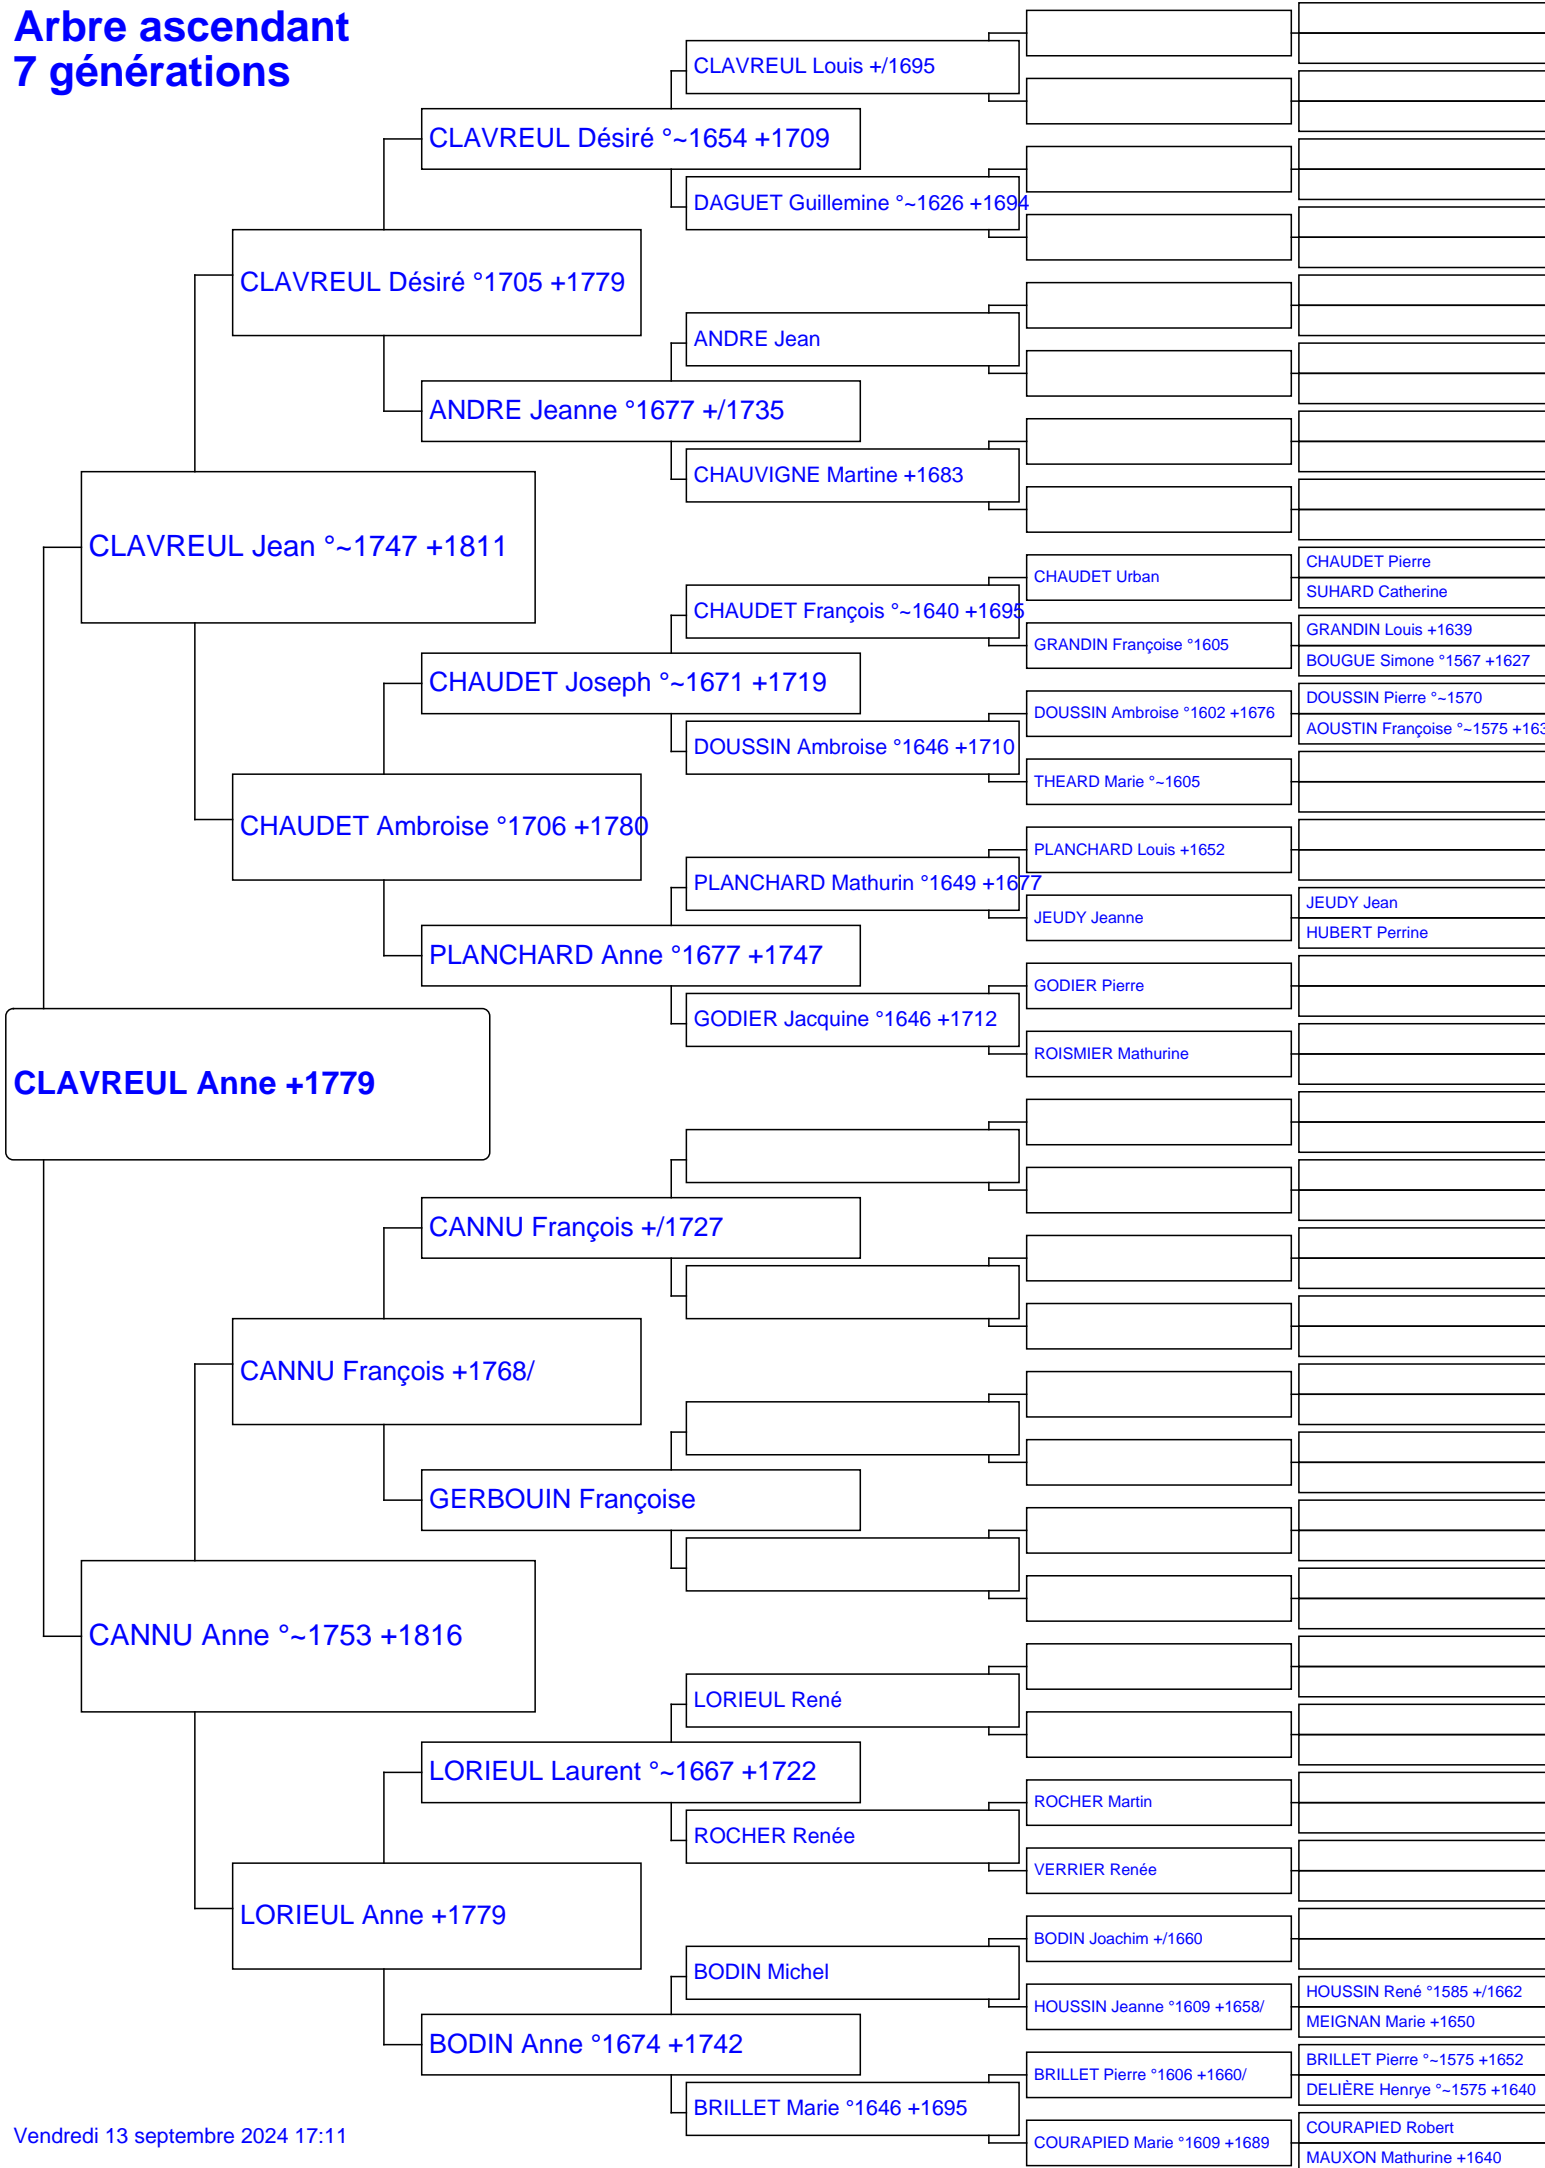 Arbre ascendant
7 générations
CLAVREUL Louis +/1695
CLAVREUL Désiré °~1654 +1709
DAGUET Guillemine °~1626 +1694
CLAVREUL Désiré °1705 +1779
ANDRE Jean
ANDRE Jeanne °1677 +/1735
CHAUVIGNE Martine +1683
CLAVREUL Jean °~1747 +1811
CHAUDET Pierre
CHAUDET Urban
SUHARD Catherine
CHAUDET François °~1640 +1695
GRANDIN Louis +1639
GRANDIN Françoise °1605
BOUGUE Simone °1567 +1627
CHAUDET Joseph °~1671 +1719
DOUSSIN Pierre °~1570
DOUSSIN Ambroise °1602 +1676
AOUSTIN Françoise °~1575 +163
DOUSSIN Ambroise °1646 +1710
THEARD Marie °~1605
CHAUDET Ambroise °1706 +1780
PLANCHARD Louis +1652
PLANCHARD Mathurin °1649 +1677
JEUDY Jean
JEUDY Jeanne
HUBERT Perrine
PLANCHARD Anne °1677 +1747
GODIER Pierre
GODIER Jacquine °1646 +1712
ROISMIER Mathurine
CLAVREUL Anne +1779
CANNU François +/1727
CANNU François +1768/
GERBOUIN Françoise
CANNU Anne °~1753 +1816
LORIEUL René
LORIEUL Laurent °~1667 +1722
ROCHER Martin
ROCHER Renée
VERRIER Renée
LORIEUL Anne +1779
BODIN Joachim +/1660
BODIN Michel
HOUSSIN René °1585 +/1662
HOUSSIN Jeanne °1609 +1658/
MEIGNAN Marie +1650
BODIN Anne °1674 +1742
BRILLET Pierre °~1575 +1652
BRILLET Pierre °1606 +1660/
DELIÈRE Henrye °~1575 +1640
BRILLET Marie °1646 +1695
COURAPIED Robert
COURAPIED Marie °1609 +1689
MAUXON Mathurine +1640
Vendredi 13 septembre 2024 17:11